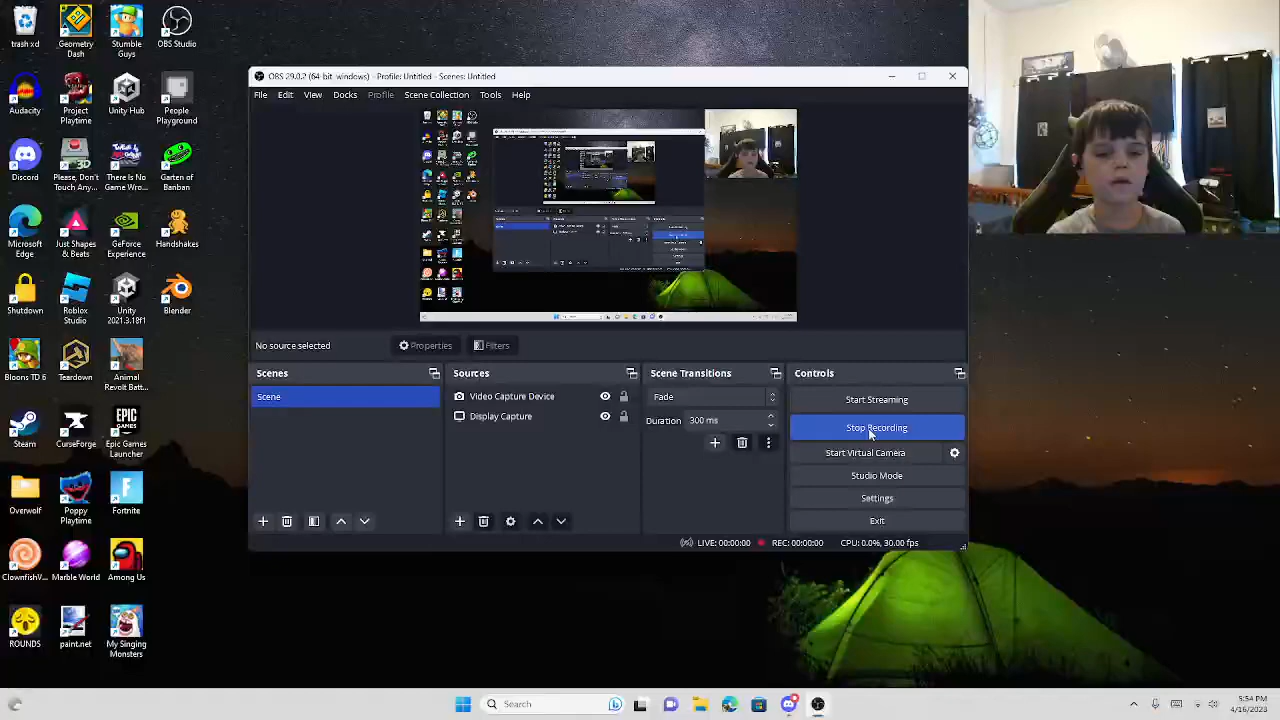 trash xd
Geometry Dash
Stumble Guys
OBS Studio
Audacity
Project Playtime
Unity Hub
People Playground
Discord
Please, Don't Touch Any...
There Is No Game Wro...
Garten of Banban
Microsoft Edge
Just Shapes & Beats
GeForce Experience
Handshakes
Shutdown
Roblox Studio
Unity 2021.3.18f1
Blender
Bloons TD 6
Teardown
Animal Revolt Batt...
Steam
CurseForge
Epic Games Launcher
Overwolf
Poppy Playtime
Fortnite
ClownfishV...
Marble World
Among Us
ROUNDS
paint.net
My Singing Monsters
OBS 29.0.2 (64-bit, windows) - Profile: Untitled - Scenes: Untitled
File Edit View Docks Profile Scene Collection Tools Help
No source selected
Properties
Filters
Scenes
Scene
Sources
Video Capture Device
Display Capture
Scene Transitions
Fade
Duration 300 ms
Controls
Start Streaming
Stop Recording
Start Virtual Camera
Studio Mode
Settings
Exit
LIVE: 00:00:00 REC: 00:00:00 CPU: 0.0%, 30.00 fps
Search
4/16/2023